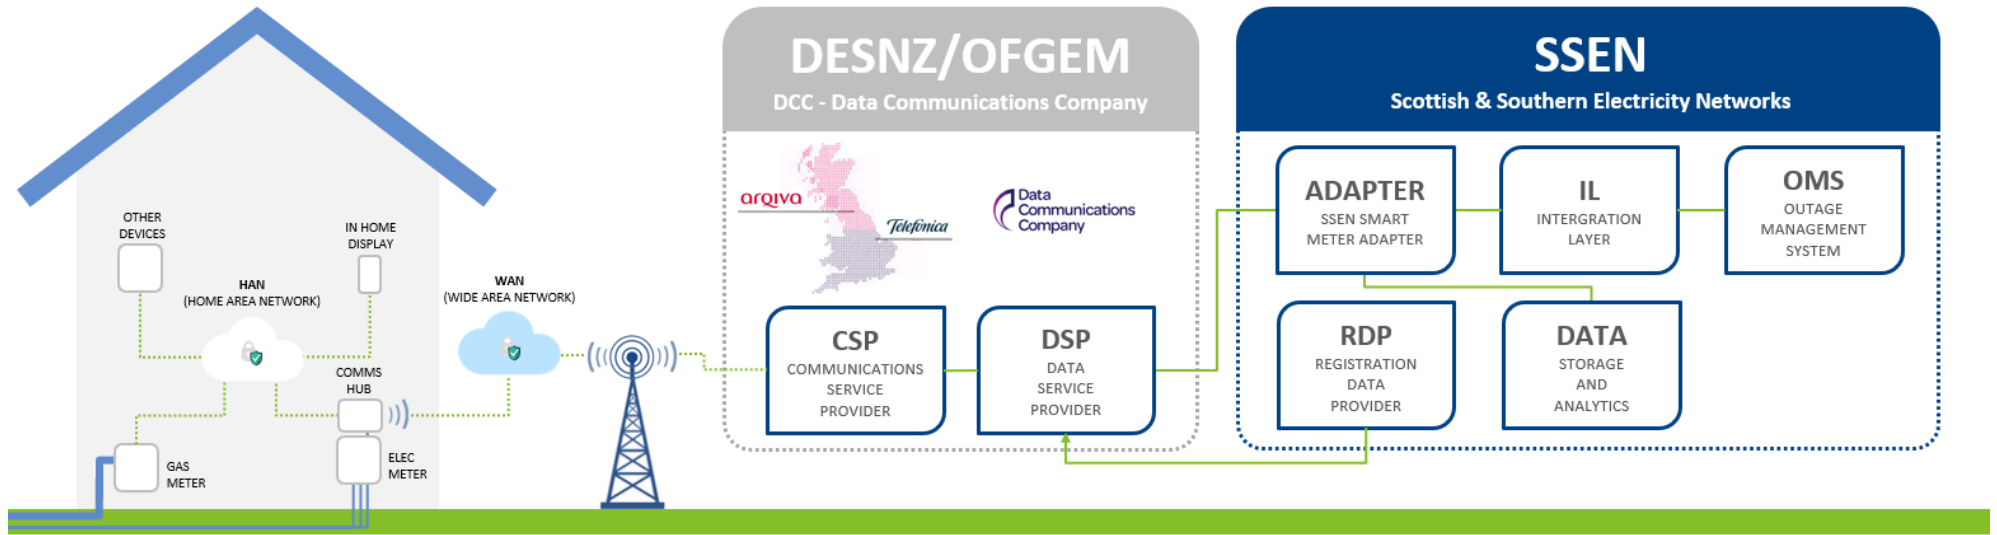 OTHER
DEVICES
IN HOME
DISPLAY
HAN
(HOME AREA NETWORK)
COMMS
HUB
GAS
METER
ELEC
METER
WAN
(WIDE AREA NETWORK)
DESNZ/OFGEM
DCC - Data Communications Company
arqiva
Telefónica
Data
Communications
Company
CSP
COMMUNICATIONS
SERVICE
PROVIDER
DSP
DATA
SERVICE
PROVIDER
SSEN
Scottish & Southern Electricity Networks
ADAPTER
SSEN SMART
METER ADAPTER
IL
INTERGRATION
LAYER
OMS
OUTAGE
MANAGEMENT
SYSTEM
RDP
REGISTRATION
DATA
PROVIDER
DATA
STORAGE
AND
ANALYTICS